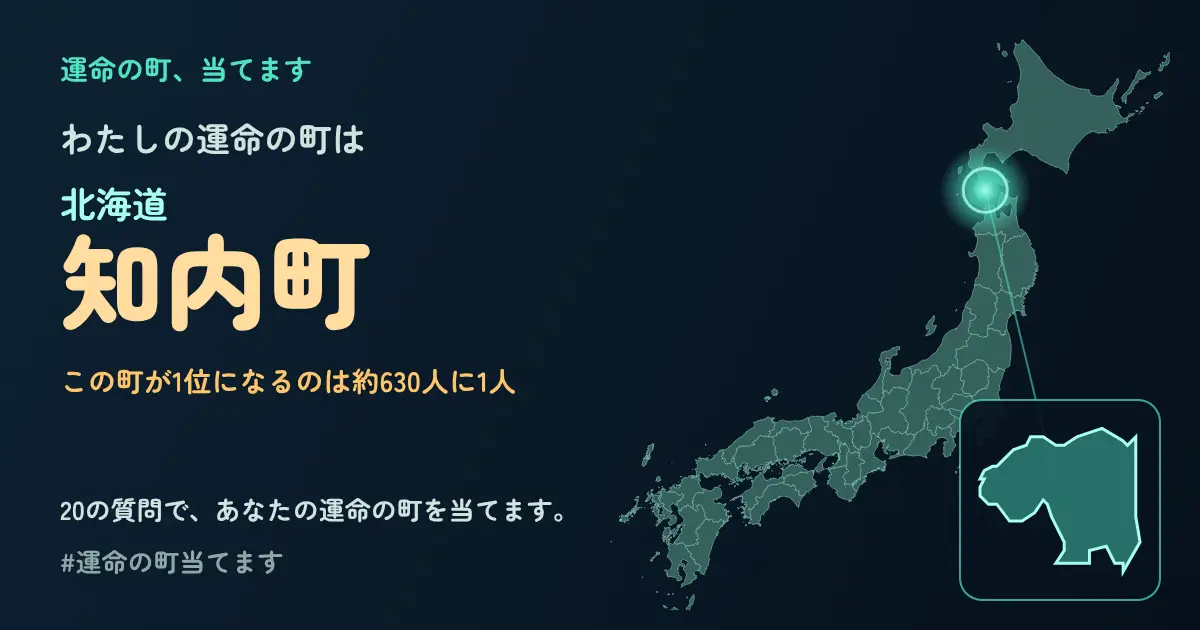 運命の町、当てます
わたしの運命の町は
北海道
知内町
この町が1位になるのは約630人に1人
20の質問で、あなたの運命の町を当てます。
#運命の町当てます